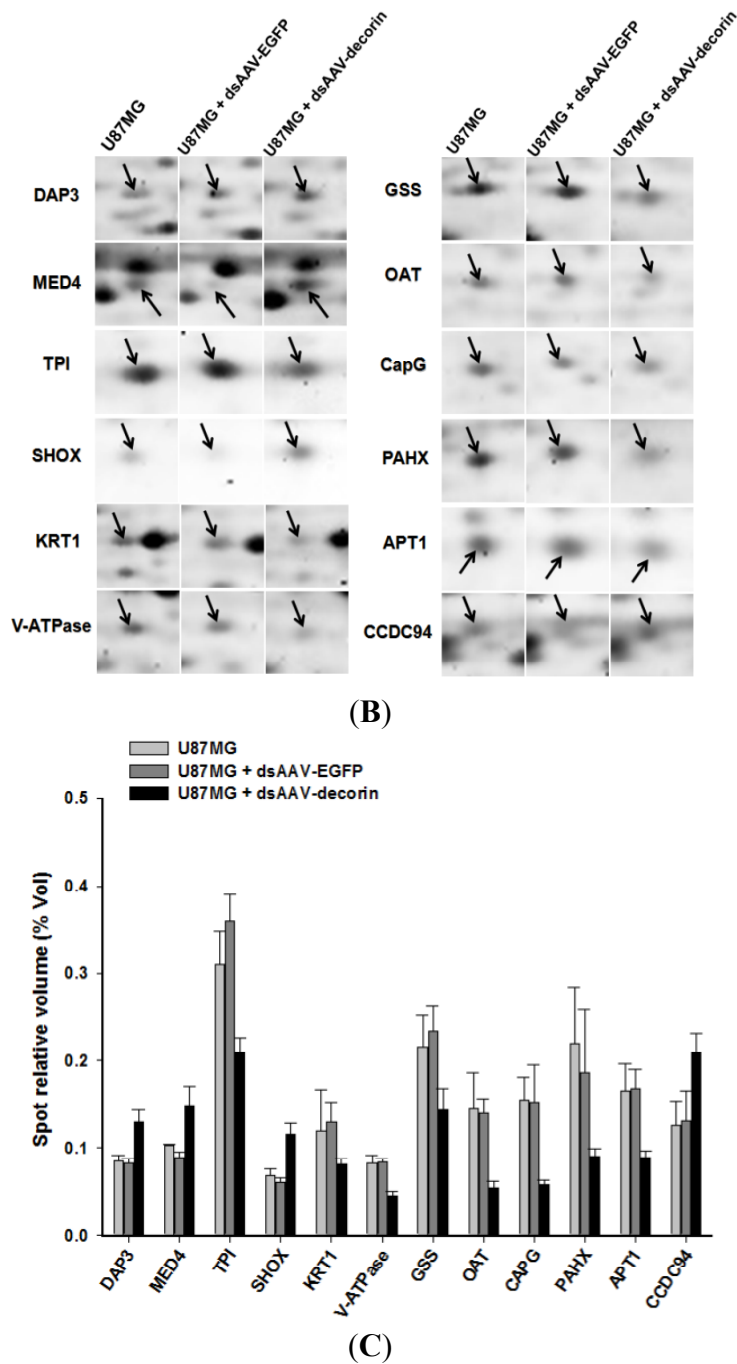 U87MG
U87MG + dsAAV-EGFP
U87MG + dsAAV-decorin
DAP3
MED4
TPI
SHOX
KRT1
V-ATPase
U87MG
U87MG + dsAAV-EGFP
U87MG + dsAAV-decorin
GSS
OAT
CapG
PAHX
APT1
CCDC94
(B)
U87MG
U87MG + dsAAV-EGFP
U87MG + dsAAV-decorin
Spot relative volume (% Vol)
0.5
0.4
0.3
0.2
0.1
0.0
DAP3
MED4
TPI
SHOX
KRT1
V-ATPase
GSS
OAT
CAPG
PAHX
APT1
CCDC94
(C)